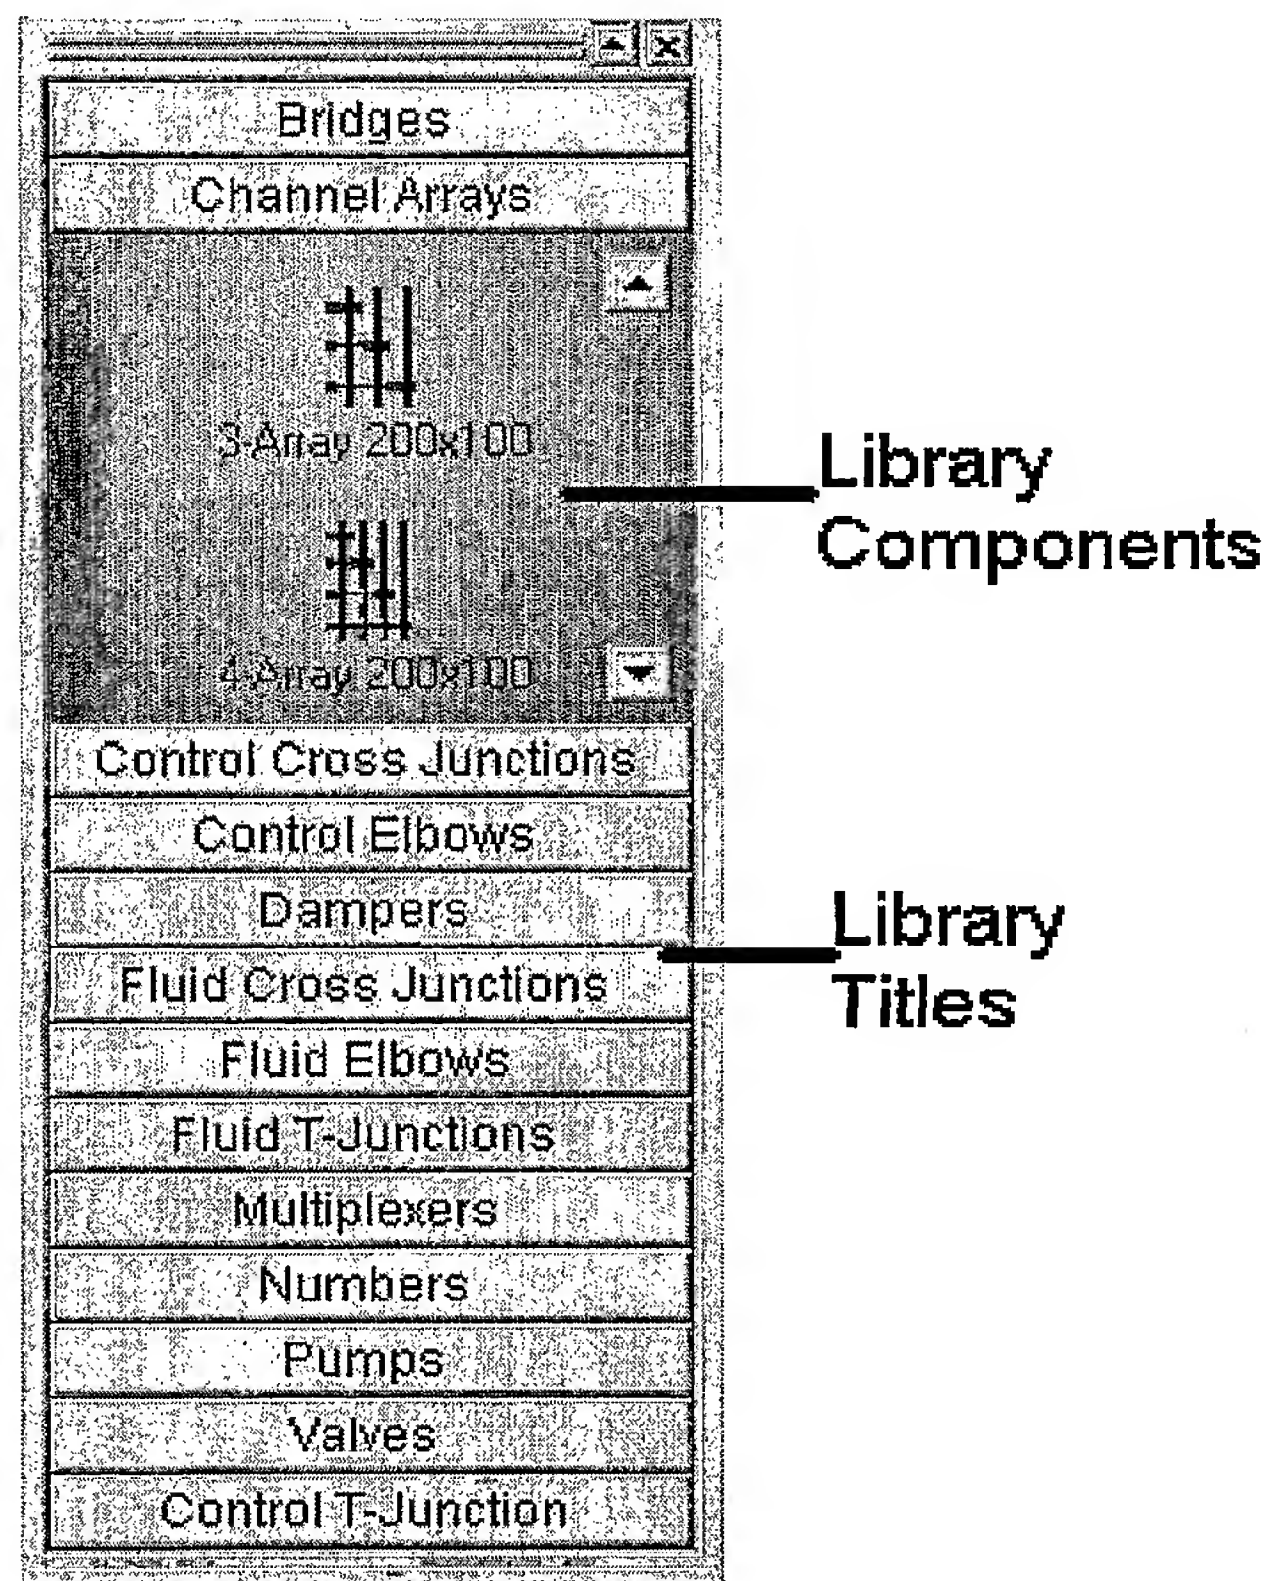 Bridges
Channel Arrays
3-Array 200x100
Library
Components
4-Array 200x100
Control Cross Junctions
Control Elbows
Dampers
Library
Titles
Fluid Cross Junctions
Fluid Elbows
Fluid T-Junctions
Multiplexers
Numbers
Pumps
Valves
Control T-Junction